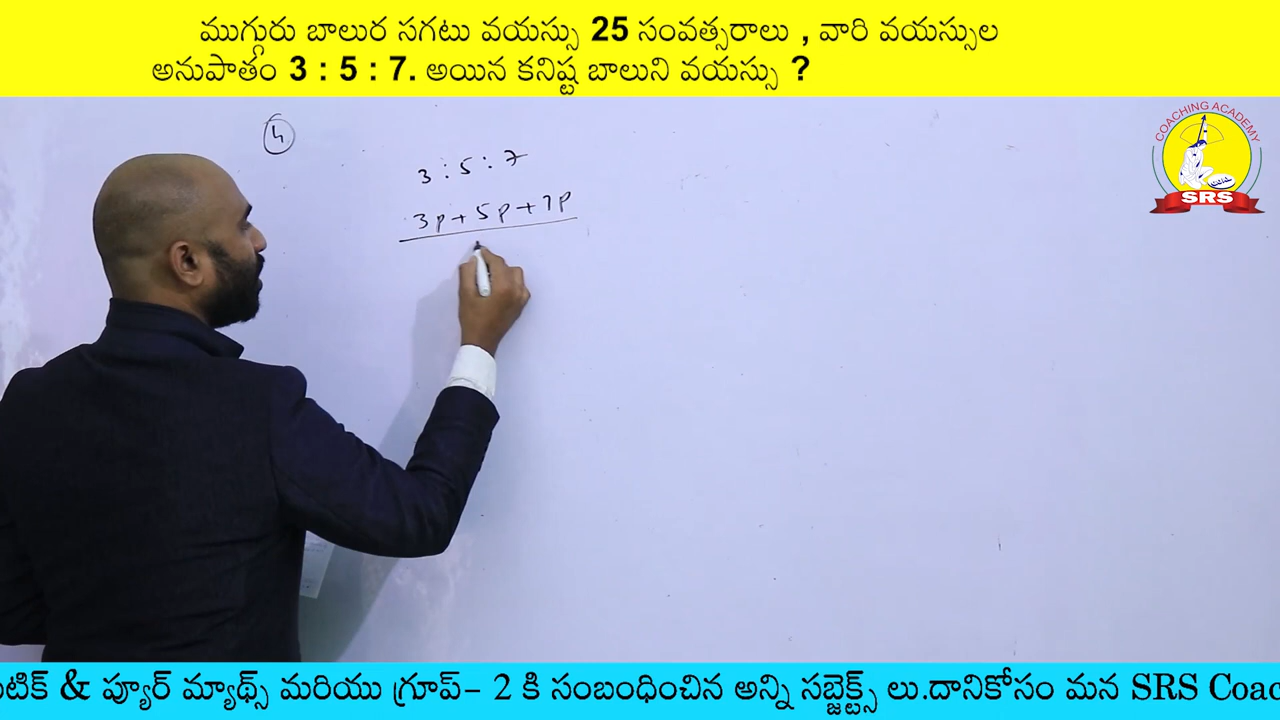 ముగ్గురు బాలుర సగటు వయస్సు 25 సంవత్సరాలు , వారి వయస్సుల
అనుపాతం 3 : 5 : 7. అయిన కనిష్ట బాలుని వయస్సు ?
COACHING ACADEMY
SRS
4
3 : 5 : 7
3p + 5p + 7p
టిక్ & ప్యూర్ మ్యాథ్స్ మరియు గ్రూప్– 2 కి సంబంధించిన అన్ని సబ్జెక్ట్స్ లు.దానికోసం మన SRS Coac